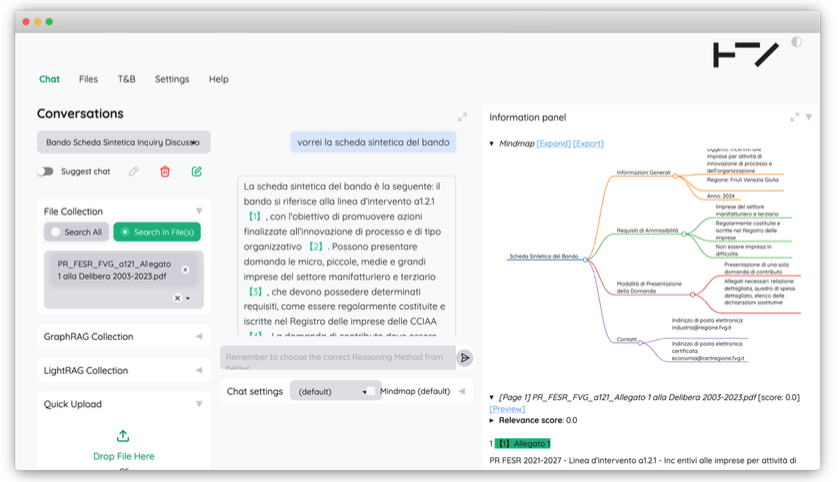 Chat Files T&B Settings Help
Conversations
Bando Scheda Sintetica Inquiry Discussio
Suggest chat
File Collection
Search All
Search In File(s)
PR_FESR_FVG_a121_Allegato
1 alla Delibera 2003-2023.pdf
GraphRAG Collection
LightRAG Collection
Quick Upload
Drop File Here
or
vorrei la scheda sintetica del bando
La scheda sintetica del bando è la seguente: il
bando si riferisce alla linea d'intervento a1.2.1
【1】, con l'obiettivo di promuovere azioni
finalizzate all'innovazione di processo e di tipo
organizzativo 【2】. Possono presentare
domanda le micro, piccole, medie e grandi
imprese del settore manifatturiero e terziario
【3】, che devono possedere determinati
requisiti, come essere regolarmente costituite e
iscritte nel Registro delle imprese delle CCIAA
【4】. La domanda di contributo deve essere
Remember to choose the correct Reasoning Method from
below!
Chat settings
(default)
Mindmap (default)
Information panel
Mindmap [Expand] [Export]
Scheda Sintetica del Bando
Informazioni Generali
Oggetto: Incentivi alle
imprese per attività di
innovazione di processo e
dell'organizzazione
Regione: Friuli Venezia Giulia
Anno: 2024
Requisiti di Ammissibilità
Imprese del settore
manifatturiero e terziario
Regolarmente costituite e
iscritte nel Registro delle
imprese
Non essere impresa in
difficoltà
Modalità di Presentazione
della Domanda
Presentazione di una sola
domanda di contributo
Allegati necessari: relazione
dettagliata, quadro di spesa
dettagliato, elenco delle
dichiarazioni sostitutive
Contatti
Indirizzo di posta elettronica:
industria@regione.fvg.it
Indirizzo di posta elettronica
certificata:
economia@certregione.fvg.it
[Page 1] PR_FESR_FVG_a121_Allegato 1 alla Delibera 2003-2023.pdf [score: 0.0]
[Preview]
Relevance score: 0.0
1 【1】Allegato 1
PR FESR 2021-2027 - Linea d'intervento a1.2.1 - Inc entivi alle imprese per attività di